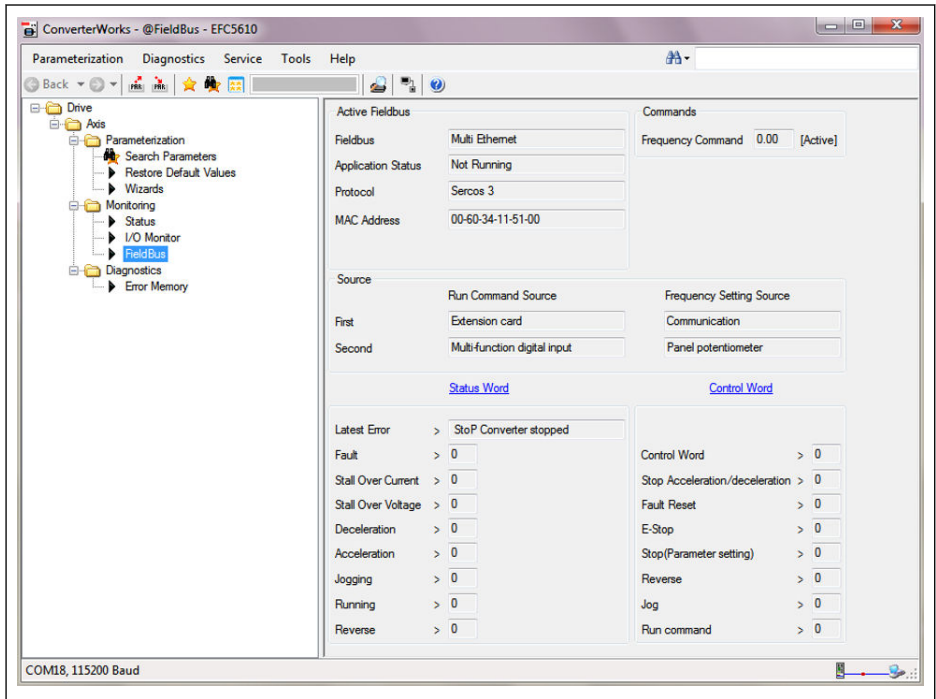 ConverterWorks - @FieldBus - EFC5610
Parameterization Diagnostics Service Tools Help
Back
Drive
Axis
Parameterization
Search Parameters
Restore Default Values
Wizards
Monitoring
Status
I/O Monitor
FieldBus
Diagnostics
Error Memory
Active Fieldbus
Fieldbus Multi Ethernet
Application Status Not Running
Protocol Sercos 3
MAC Address 00-60-34-11-51-00
Commands
Frequency Command 0.00 [Active]
Source
Run Command Source Frequency Setting Source
First Extension card Communication
Second Multi-function digital input Panel potentiometer
Status Word
Latest Error > StoP Converter stopped
Fault > 0
Stall Over Current > 0
Stall Over Voltage > 0
Deceleration > 0
Acceleration > 0
Jogging > 0
Running > 0
Reverse > 0
Control Word
Control Word > 0
Stop Acceleration/deceleration > 0
Fault Reset > 0
E-Stop > 0
Stop(Parameter setting) > 0
Reverse > 0
Jog > 0
Run command > 0
COM18, 115200 Baud